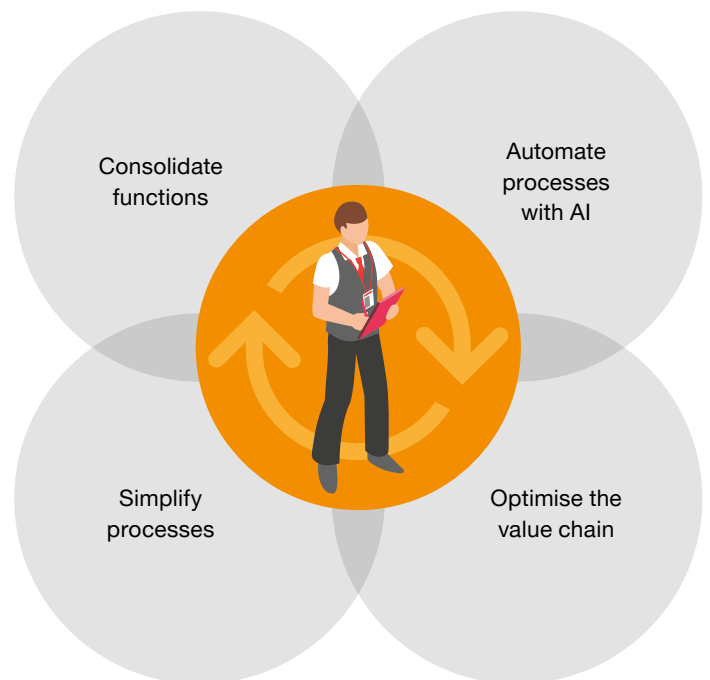 Consolidate
functions
Automate
processes
with AI
Simplify
processes
Optimise the
value chain